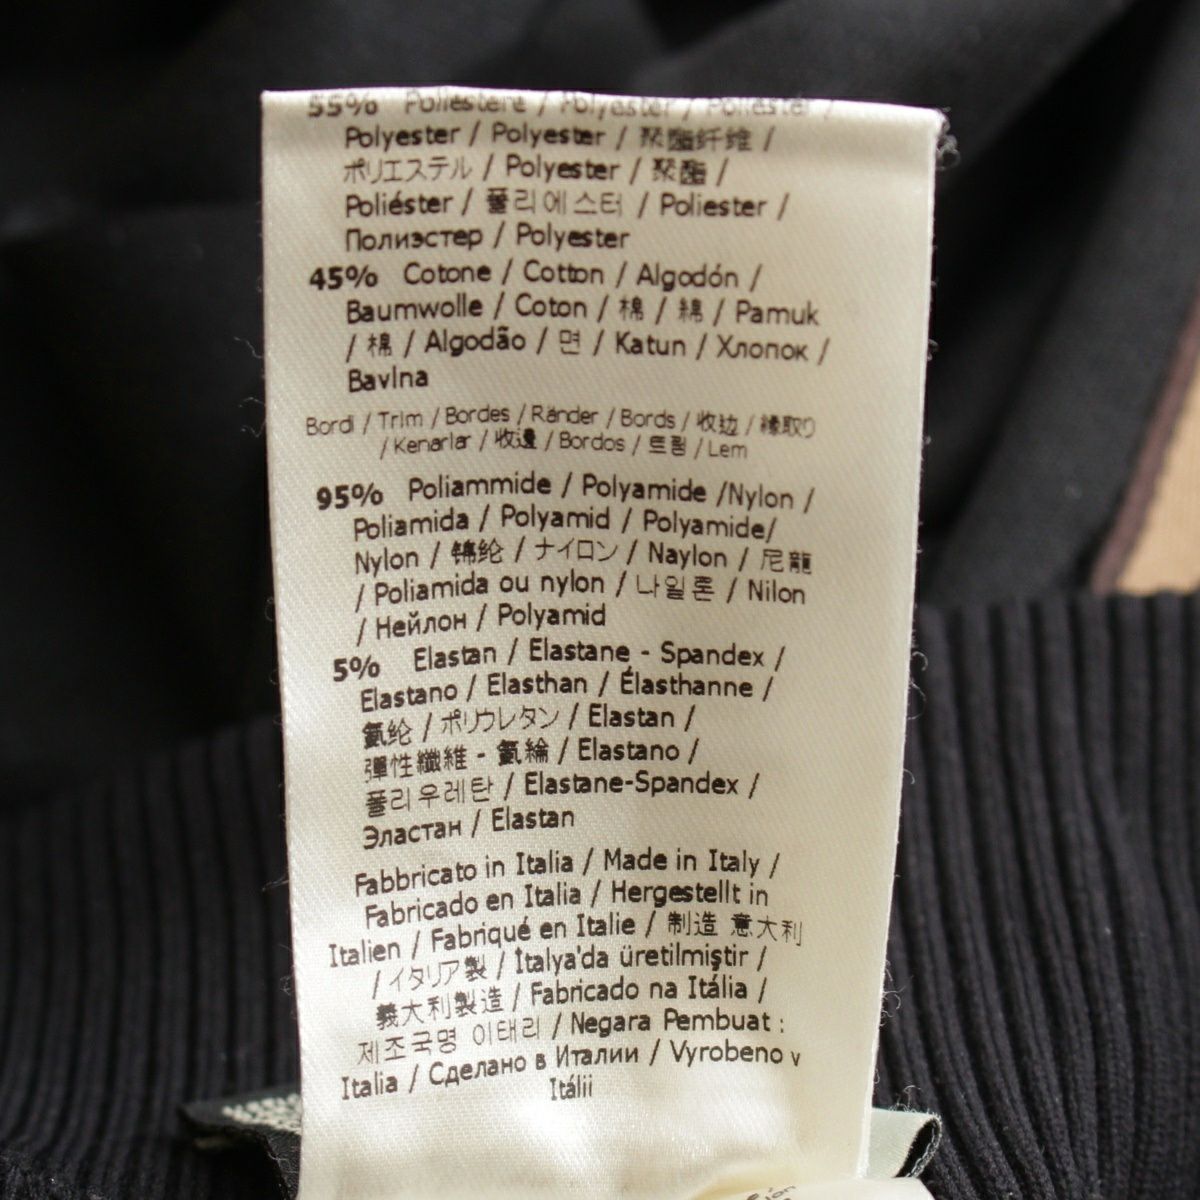 55% Poliestere / Polyester / Poliéster /
Polyester / Polyester / 聚酯纤维 /
ポリエステル / Polyester / 聚酯 /
Poliéster / 폴리에스터 / Poliester /
Полиэстер / Polyester
45% Cotone / Cotton / Algodón /
Baumwolle / Coton / 棉 / 綿 / Pamuk
/ 棉 / Algodão / 면 / Katun / Хлопок /
Bavlna
Bordi / Trim / Bordes / Ränder / Bords / 收边 / 縁取り
/ Kenarlar / 收邊 / Bordos / 트림 / Lem
95% Poliammide / Polyamide /Nylon /
Poliamida / Polyamid / Polyamide/
Nylon / 锦纶 / ナイロン / Naylon / 尼龍
/ Poliamida ou nylon / 나일론 / Nilon
/ Нейлон / Polyamid
5% Elastan / Elastane - Spandex /
Elastano / Elasthan / Élasthanne /
氨纶 / ポリウレタン / Elastan /
彈性纖維 - 氨綸 / Elastano /
폴리우레탄 / Elastane-Spandex /
Эластан / Elastan
Fabbricato in Italia / Made in Italy /
Fabricado en Italia / Hergestellt in
Italien / Fabriqué en Italie / 制造 意大利
/ イタリア製 / İtalya'da üretilmiştir /
義大利製造 / Fabricado na Itália /
제조국명 이태리 / Negara Pembuat :
Italia / Сделано в Италии / Vyrobeno v
Itálii